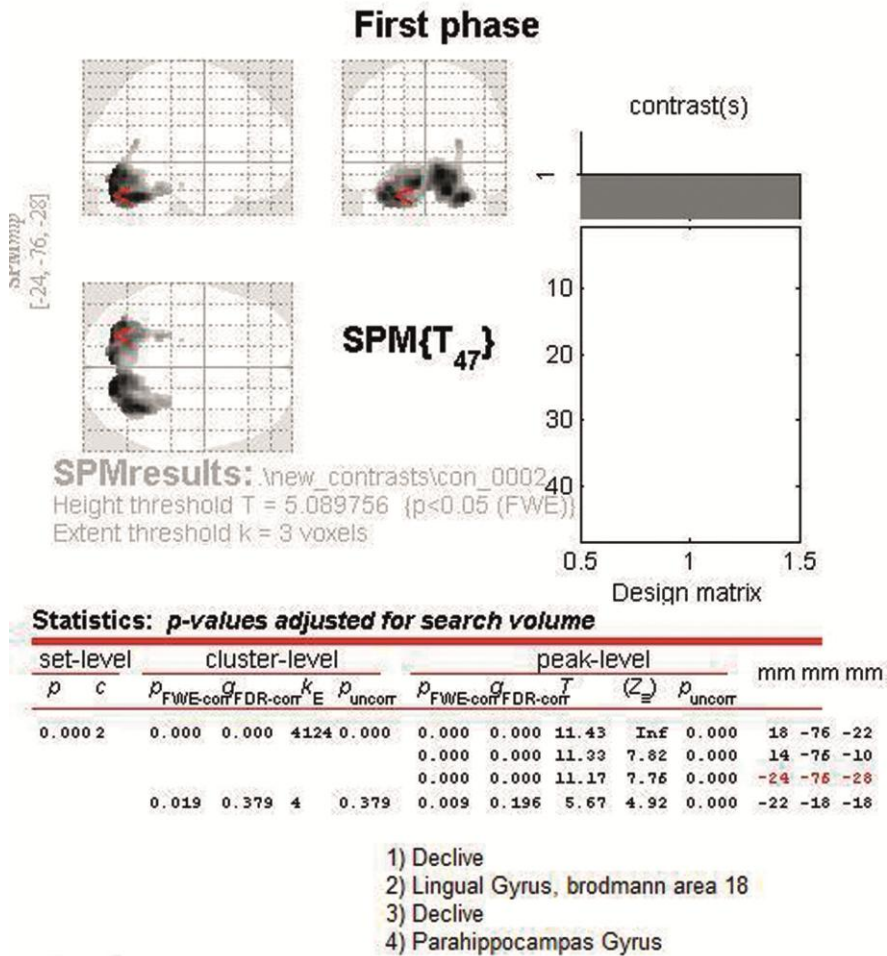 First phase
contrast(s)
1
SPMmip
[-24, -76, -28]
SPM{T47}
10
20
30
40
0.5 1 1.5
Design matrix
SPMresults: .\new_contrasts\con_0002
Height threshold T = 5.089756 {p<0.05 (FWE)}
Extent threshold k = 3 voxels
Statistics: p-values adjusted for search volume
set-level cluster-level peak-level mm mm mm
p c pFWE-corr qFDR-corr kE puncorr pFWE-corr qFDR-corr T (Z≡) puncorr
0.000 2 0.000 0.000 4124 0.000 0.000 0.000 11.43 Inf 0.000 18 -76 -22
0.000 0.000 11.33 7.82 0.000 14 -76 -10
0.000 0.000 11.17 7.76 0.000 -24 -76 -28
0.019 0.379 4 0.379 0.009 0.196 5.67 4.92 0.000 -22 -18 -18
1) Declive
2) Lingual Gyrus, brodmann area 18
3) Declive
4) Parahippocampas Gyrus